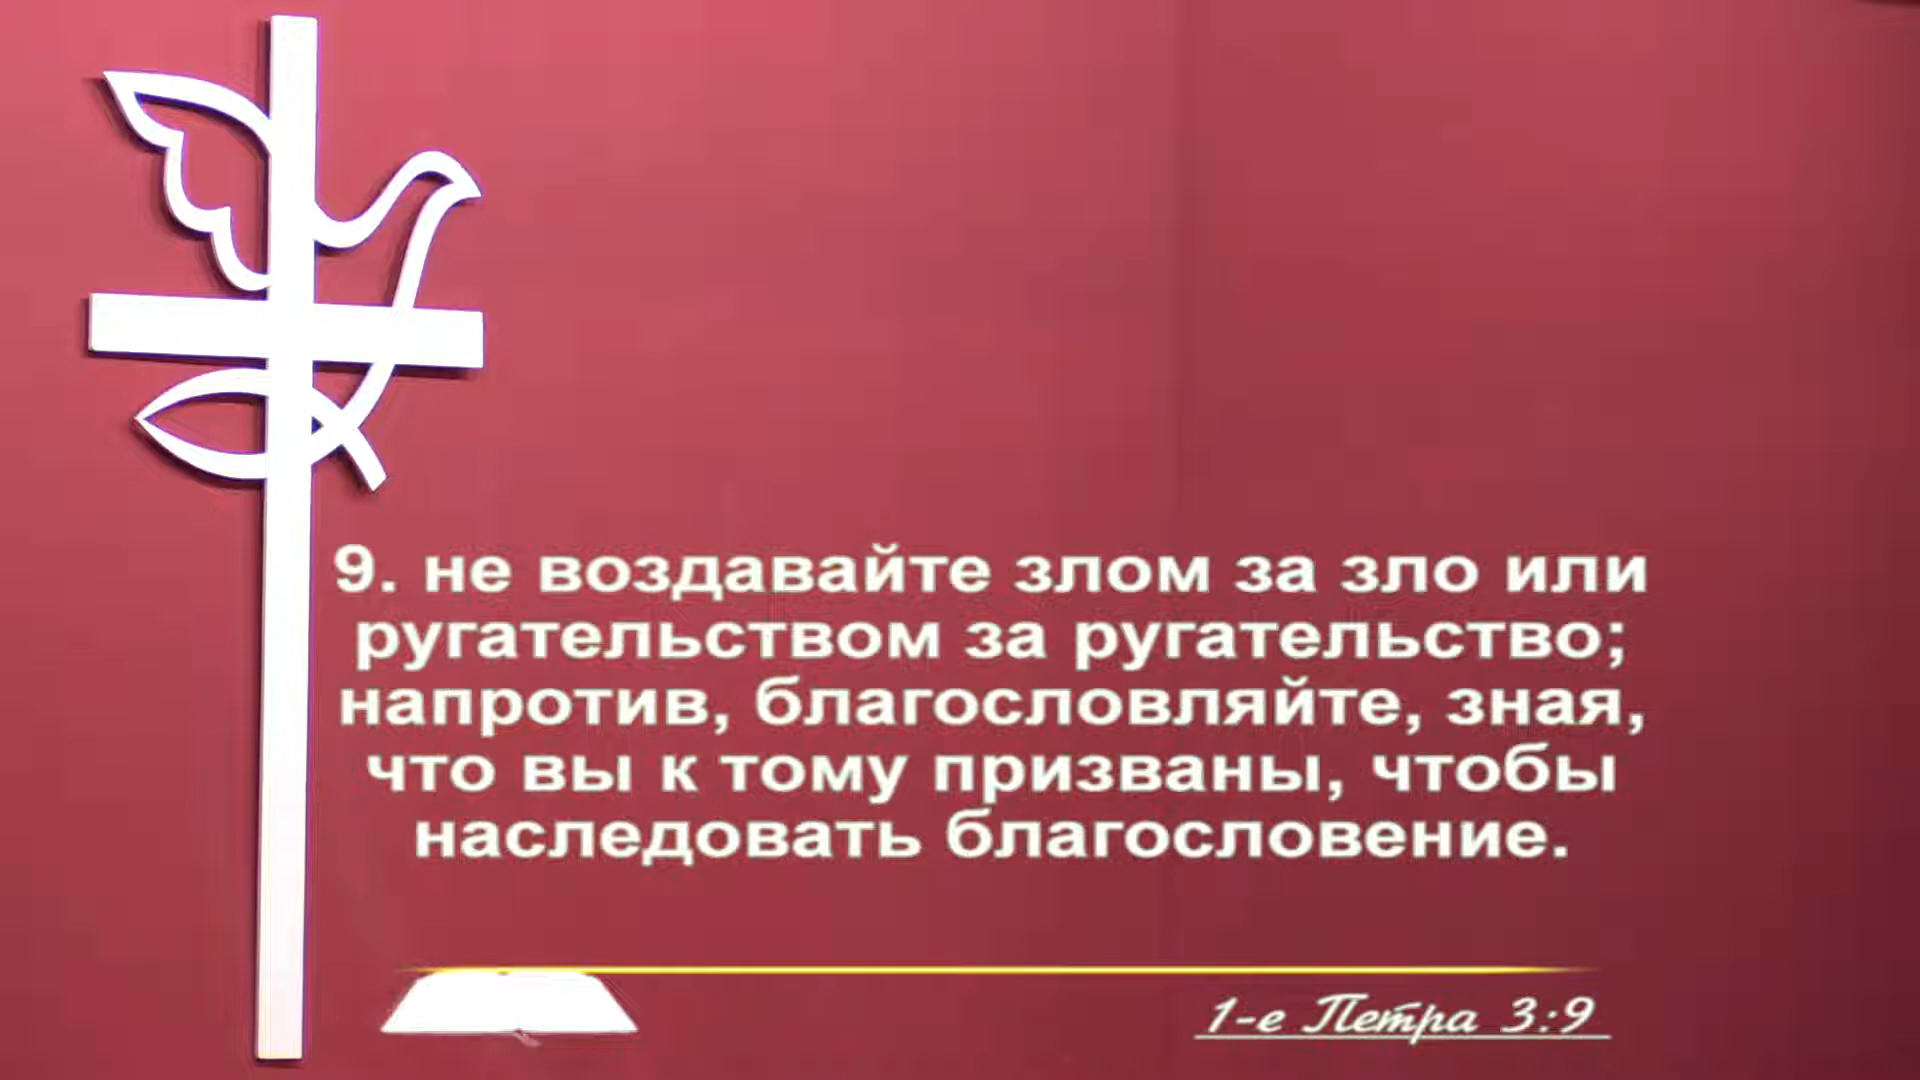 9. не воздавайте злом за зло или
ругательством за ругательство;
напротив, благословляйте, зная,
что вы к тому призваны, чтобы
наследовать благословение.
1-е Петра 3:9